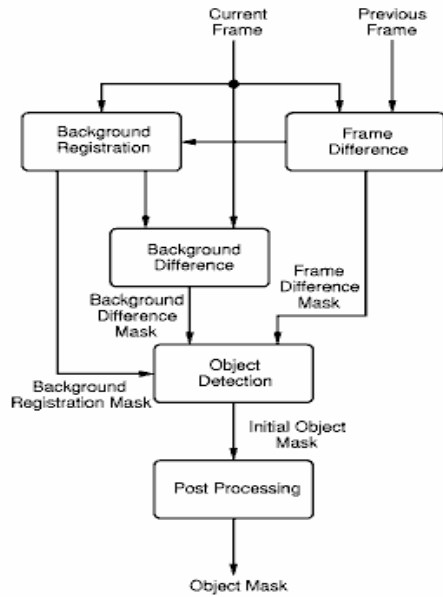 Current
Frame
Previous
Frame
Background
Registration
Frame
Difference
Background
Difference
Background
Difference
Mask
Frame
Difference
Mask
Object
Detection
Background
Registration Mask
Initial Object
Mask
Post Processing
Object Mask